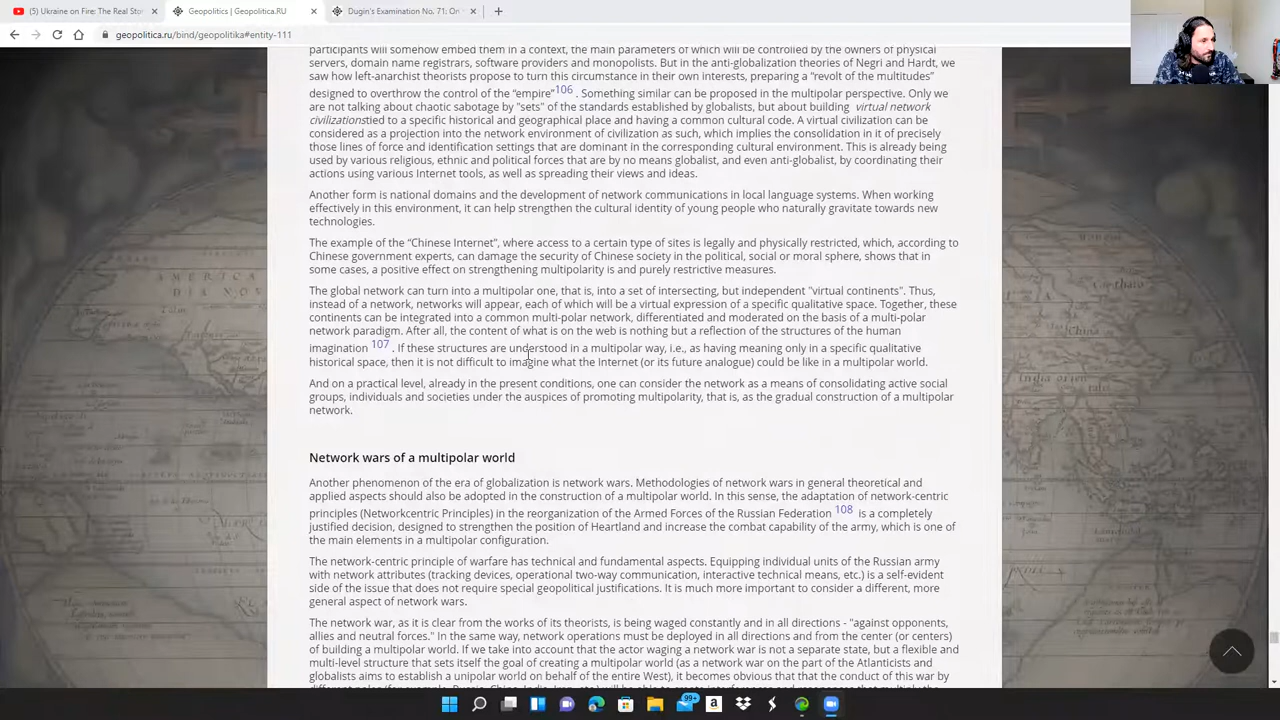 (5) Ukraine on Fire: The Real Stor
Geopolitics | Geopolitica.RU
Dugin's Examination No. 71: On
geopolitica.ru/bind/geopolitika#entity-111
participants will somehow embed them in a context, the main parameters of which will be controlled by the owners of physical
servers, domain name registrars, software providers and monopolists. But in the anti-globalization theories of Negri and Hardt, we
saw how left-anarchist theorists propose to turn this circumstance in their own interests, preparing a “revolt of the multitudes”
designed to overthrow the control of the “empire”106 . Something similar can be proposed in the multipolar perspective. Only we
are not talking about chaotic sabotage by "sets" of the standards established by globalists, but about building virtual network
civilizationstied to a specific historical and geographical place and having a common cultural code. A virtual civilization can be
considered as a projection into the network environment of civilization as such, which implies the consolidation in it of precisely
those lines of force and identification settings that are dominant in the corresponding cultural environment. This is already being
used by various religious, ethnic and political forces that are by no means globalist, and even anti-globalist, by coordinating their
actions using various Internet tools, as well as spreading their views and ideas.
Another form is national domains and the development of network communications in local language systems. When working
effectively in this environment, it can help strengthen the cultural identity of young people who naturally gravitate towards new
technologies.
The example of the “Chinese Internet”, where access to a certain type of sites is legally and physically restricted, which, according to
Chinese government experts, can damage the security of Chinese society in the political, social or moral sphere, shows that in
some cases, a positive effect on strengthening multipolarity is and purely restrictive measures.
The global network can turn into a multipolar one, that is, into a set of intersecting, but independent "virtual continents". Thus,
instead of a network, networks will appear, each of which will be a virtual expression of a specific qualitative space. Together, these
continents can be integrated into a common multi-polar network, differentiated and moderated on the basis of a multi-polar
network paradigm. After all, the content of what is on the web is nothing but a reflection of the structures of the human
imagination 107 . If these structures are understood in a multipolar way, i.e., as having meaning only in a specific qualitative
historical space, then it is not difficult to imagine what the Internet (or its future analogue) could be like in a multipolar world.
And on a practical level, already in the present conditions, one can consider the network as a means of consolidating active social
groups, individuals and societies under the auspices of promoting multipolarity, that is, as the gradual construction of a multipolar
network.
Network wars of a multipolar world
Another phenomenon of the era of globalization is network wars. Methodologies of network wars in general theoretical and
applied aspects should also be adopted in the construction of a multipolar world. In this sense, the adaptation of network-centric
principles (Networkcentric Principles) in the reorganization of the Armed Forces of the Russian Federation 108 is a completely
justified decision, designed to strengthen the position of Heartland and increase the combat capability of the army, which is one of
the main elements in a multipolar configuration.
The network-centric principle of warfare has technical and fundamental aspects. Equipping individual units of the Russian army
with network attributes (tracking devices, operational two-way communication, interactive technical means, etc.) is a self-evident
side of the issue that does not require special geopolitical justifications. It is much more important to consider a different, more
general aspect of network wars.
The network war, as it is clear from the works of its theorists, is being waged constantly and in all directions - "against opponents,
allies and neutral forces." In the same way, network operations must be deployed in all directions and from the center (or centers)
of building a multipolar world. If we take into account that the actor waging a network war is not a separate state, but a flexible and
multi-level structure that sets itself the goal of creating a multipolar world (as a network war on the part of the Atlanticists and
globalists aims to establish a unipolar world on behalf of the entire West), it becomes obvious that the conduct of this war by
99+